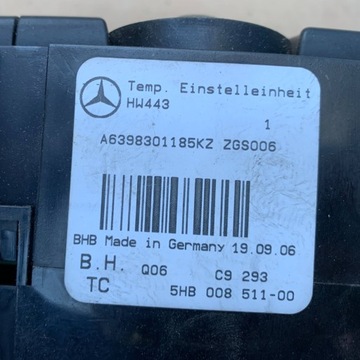 Temp. Einstelleinheit
HW443
1
A6398301185KZ ZGS006
BHB Made in Germany 19.09.06
B.H. Q06 C9 293
TC 5HB 008 511-00